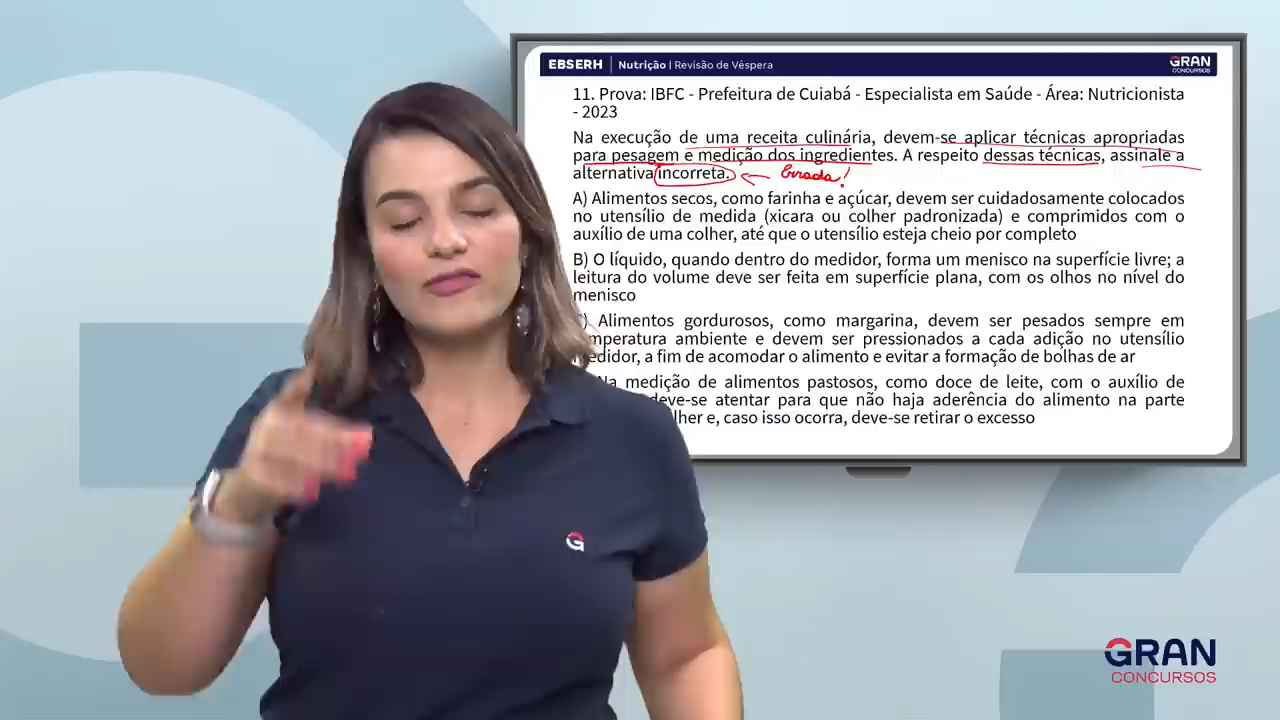 EBSERH Nutrição | Revisão de Véspera
GRAN
CONCURSOS
11. Prova: IBFC - Prefeitura de Cuiabá - Especialista em Saúde - Área: Nutricionista
- 2023
Na execução de uma receita culinária, devem-se aplicar técnicas apropriadas
para pesagem e medição dos ingredientes. A respeito dessas técnicas, assinale a
alternativa incorreta.
A) Alimentos secos, como farinha e açúcar, devem ser cuidadosamente colocados
no utensílio de medida (xicara ou colher padronizada) e comprimidos com o
auxílio de uma colher, até que o utensílio esteja cheio por completo
B) O líquido, quando dentro do medidor, forma um menisco na superfície livre; a
leitura do volume deve ser feita em superfície plana, com os olhos no nível do
menisco
Alimentos gordurosos, como margarina, devem ser pesados sempre em
ambiente e devem ser pressionados a cada adição no utensílio
a fim de acomodar o alimento e evitar a formação de bolhas de ar
Na medição de alimentos pastosos, como doce de leite, com o auxílio de
deve-se atentar para que não haja aderência do alimento na parte
e, caso isso ocorra, deve-se retirar o excesso
G
GRAN
CONCURSOS